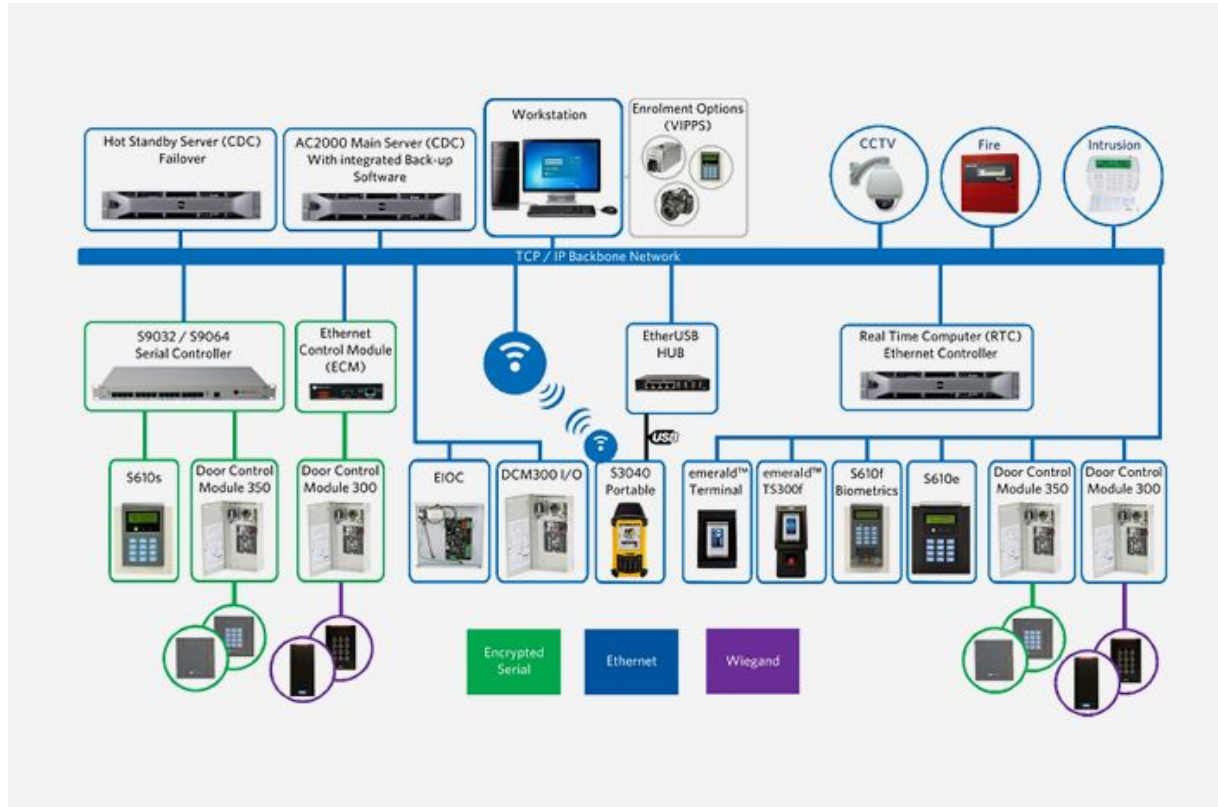 Hot Standby Server (CDC)
Failover
AC2000 Main Server (CDC)
With integrated Back-up
Software
Workstation
Enrolment Options
(VIPPS)
CCTV
Fire
Intrusion
TCP / IP Backbone Network
S9032 / S9064
Serial Controller
Ethernet
Control Module
(ECM)
EtherUSB
HUB
Real Time Computer (RTC)
Ethernet Controller
USB
S610s
Door Control
Module 350
Door Control
Module 300
EIOC
DCM300 I/O
S3040
Portable
emerald™
Terminal
emerald™
TS300f
S610f
Biometrics
S610e
Door Control
Module 350
Door Control
Module 300
Encrypted
Serial
Ethernet
Wiegand